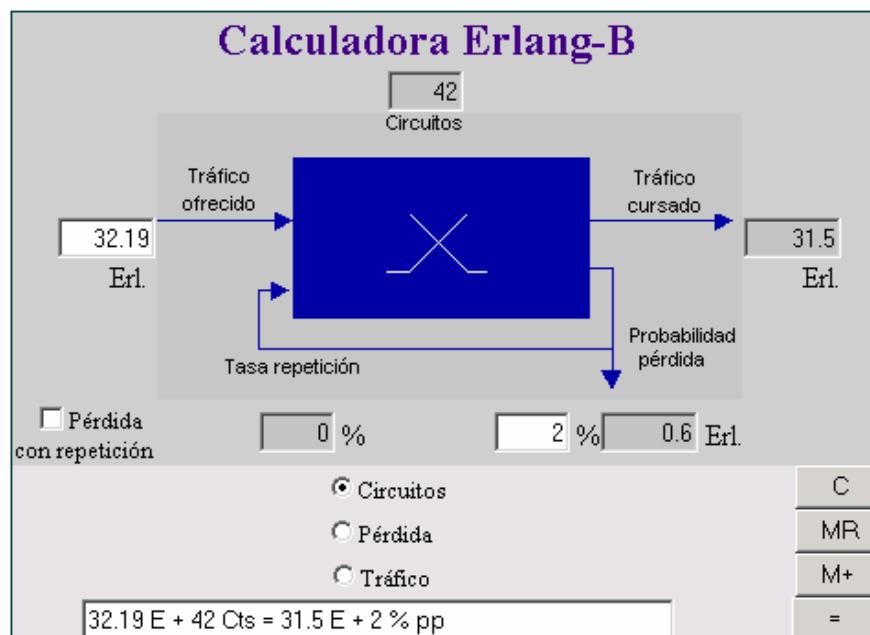 Calculadora Erlang-B
42
Circuitos
Tráfico
ofrecido
Tráfico
cursado
32.19
Erl.
31.5
Erl.
Tasa repetición
Probabilidad
pérdida
Pérdida
con repetición
0 %
2 %
0.6 Erl.
Circuitos
Pérdida
Tráfico
C
MR
M+
=
32.19 E + 42 Cts = 31.5 E + 2 % pp